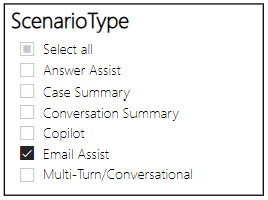 ScenarioType
Select all
Answer Assist
Case Summary
Conversation Summary
Copilot
Email Assist
Multi-Turn/Conversational